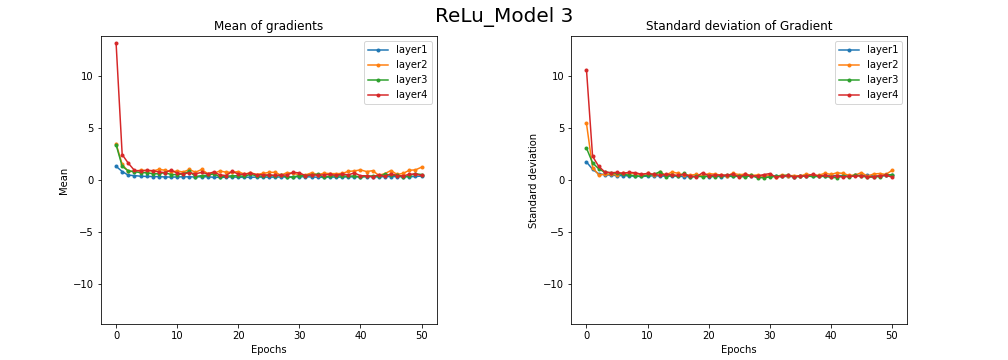 ReLu_Model 3
Mean of gradients
Mean
10
5
0
−5
−10
layer1
layer2
layer3
layer4
0 10 20 30 40 50
Epochs
Standard deviation of Gradient
Standard deviation
10
5
0
−5
−10
layer1
layer2
layer3
layer4
0 10 20 30 40 50
Epochs